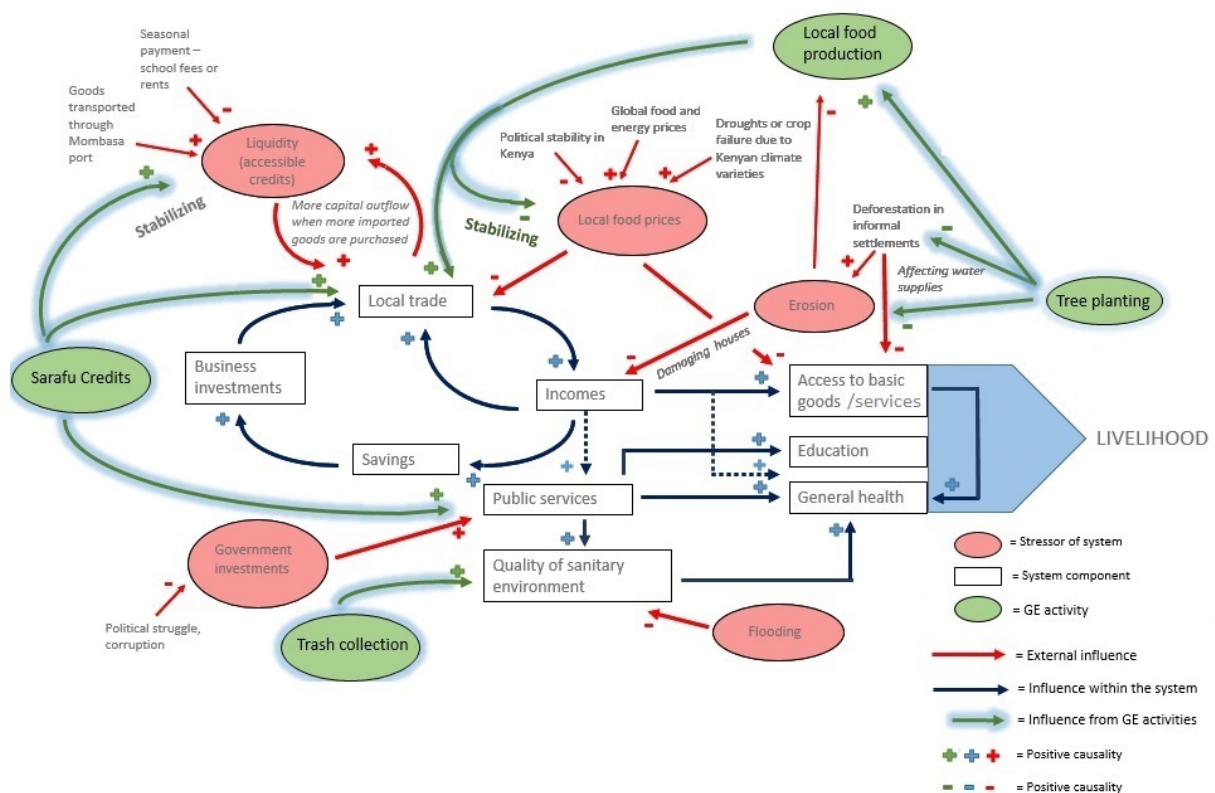 Seasonal
payment –
school fees or
rents
Goods
transported
through
Mombasa
port
Liquidity
(accessible
credits)
Stabilizing
More capital outflow
when more imported
goods are purchased
Local food
production
Political stability in
Kenya
Global food and
energy prices
Droughts or crop
failure due to
Kenyan climate
varieties
Local food prices
Stabilizing
Deforestation in
informal
settlements
Affecting water
supplies
Erosion
Tree planting
Damaging houses
Local trade
Business
investments
Sarafu Credits
Incomes
Savings
Access to basic
goods /services
Education
General health
LIVELIHOOD
Public services
Government
investments
Quality of sanitary
environment
Political struggle,
corruption
Trash collection
Flooding
= Stressor of system
= System component
= GE activity
= External influence
= Influence within the system
= Influence from GE activities
= Positive causality
= Positive causality